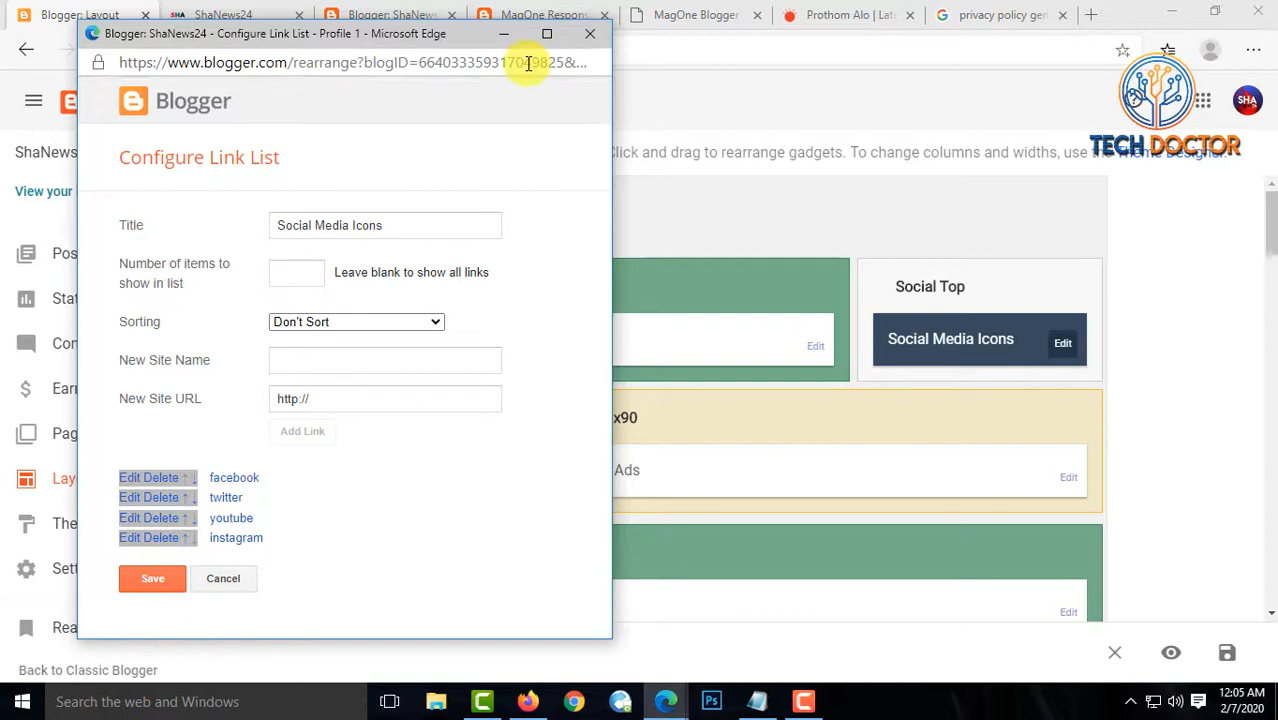 Blogger: Layout
ShaNews24
Blogger: ShaNews
MagOne Respons
MagOne Blogger
Prothom Alo | Late
privacy policy gen
Blogger: ShaNews24 - Configure Link List - Profile 1 - Microsoft Edge
https://www.blogger.com/rearrange?blogID=
Blogger
SHA
TECH DOCTOR
ShaNews
Click and drag to rearrange gadgets. To change columns and widths, use the Theme Designer.
Configure Link List
View your
Title
Social Media Icons
Number of items to show in list
Leave blank to show all links
Sorting
Don't Sort
New Site Name
New Site URL
http://
Add Link
Edit Delete ↑ ↓ facebook
Edit Delete ↑ ↓ twitter
Edit Delete ↑ ↓ youtube
Edit Delete ↑ ↓ instagram
Save
Cancel
Pos
Stat
Con
Earr
Pag
Lay
The
Sett
Rea
Back to Classic Blogger
Edit
Social Top
Social Media Icons
Edit
x90
Ads
Edit
Edit
Search the web and Windows
12:05 AM
2/7/2020